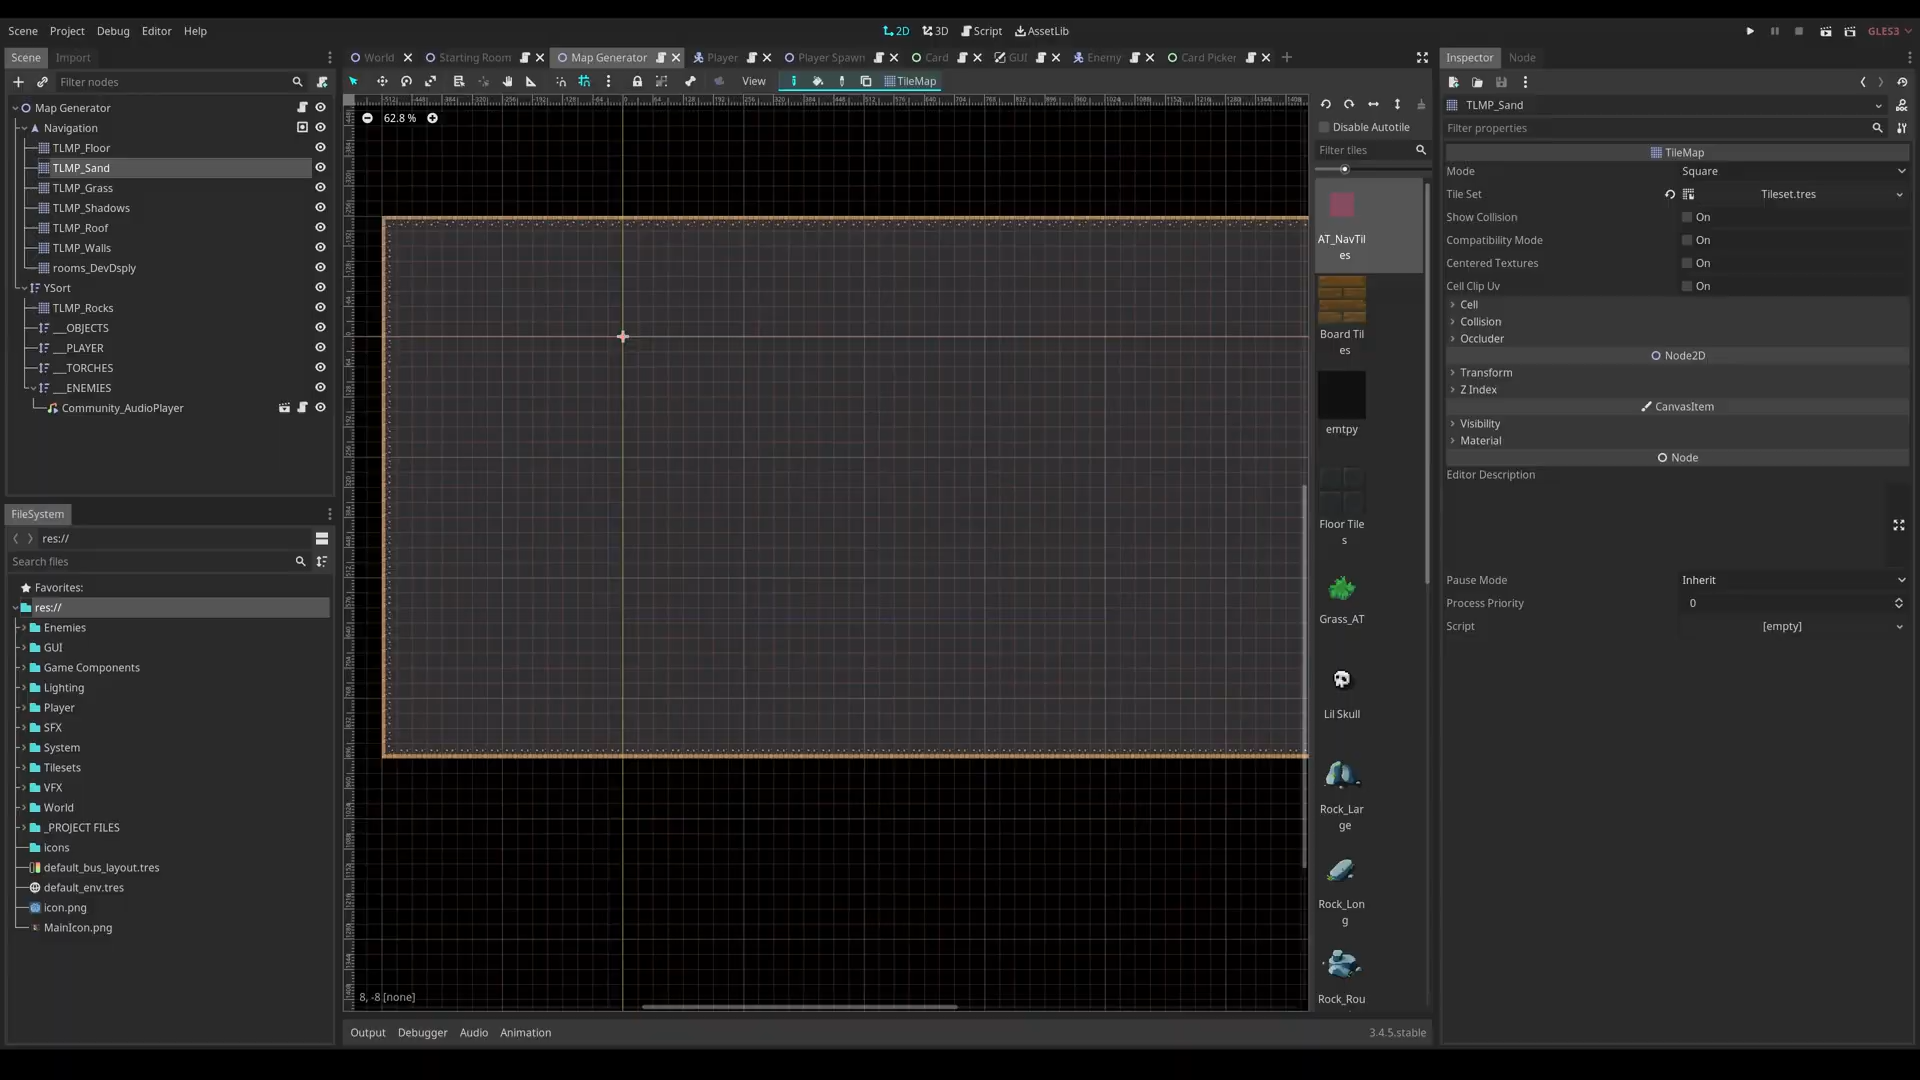 Scene Project Debug Editor Help
2D 3D Script AssetLib
GLES3
Scene Import
World Starting Room Map Generator Player Player Spawn Card GUI Enemy Card Picker
Inspector Node
Filter nodes
View TileMap
Map Generator
Navigation
TLMP_Floor
TLMP_Sand
TLMP_Grass
TLMP_Shadows
TLMP_Roof
TLMP_Walls
rooms_DevDsply
YSort
TLMP_Rocks
__OBJECTS
__PLAYER
__TORCHES
__ENEMIES
Community_AudioPlayer
FileSystem
res://
Search files
Favorites:
res://
Enemies
GUI
Game Components
Lighting
Player
SFX
System
Tilesets
VFX
World
_PROJECT FILES
icons
default_bus_layout.tres
default_env.tres
icon.png
MainIcon.png
62.8 %
8, -8 [none]
Output Debugger Audio Animation
3.4.5.stable
Disable Autotile
Filter tiles
AT_NavTil
es
Board Til
es
emtpy
Floor Tile
s
Grass_AT
Lil Skull
Rock_Lar
ge
Rock_Lon
g
Rock_Rou
TLMP_Sand
Filter properties
TileMap
Mode Square
Tile Set Tileset.tres
Show Collision On
Compatibility Mode On
Centered Textures On
Cell Clip Uv On
Cell
Collision
Occluder
Node2D
Transform
Z Index
CanvasItem
Visibility
Material
Node
Editor Description
Pause Mode Inherit
Process Priority 0
Script [empty]